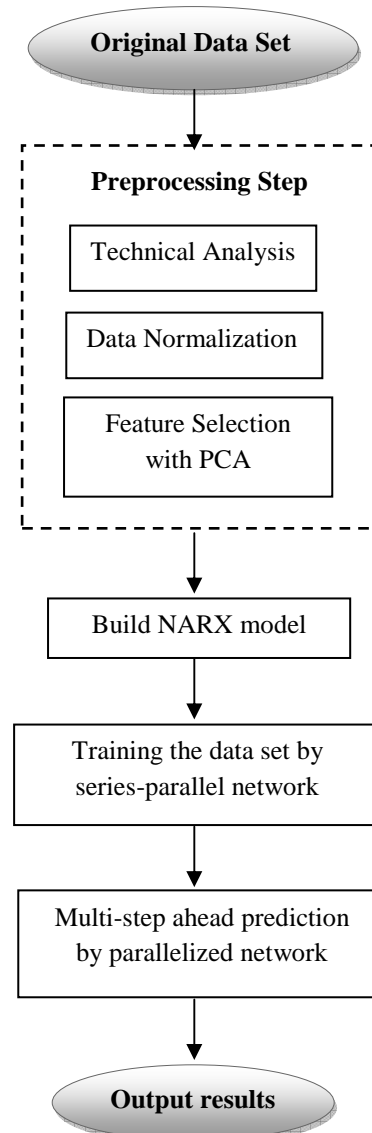 Original Data Set
Preprocessing Step
Technical Analysis
Data Normalization
Feature Selection
with PCA
Build NARX model
Training the data set by
series-parallel network
Multi-step ahead prediction
by parallelized network
Output results